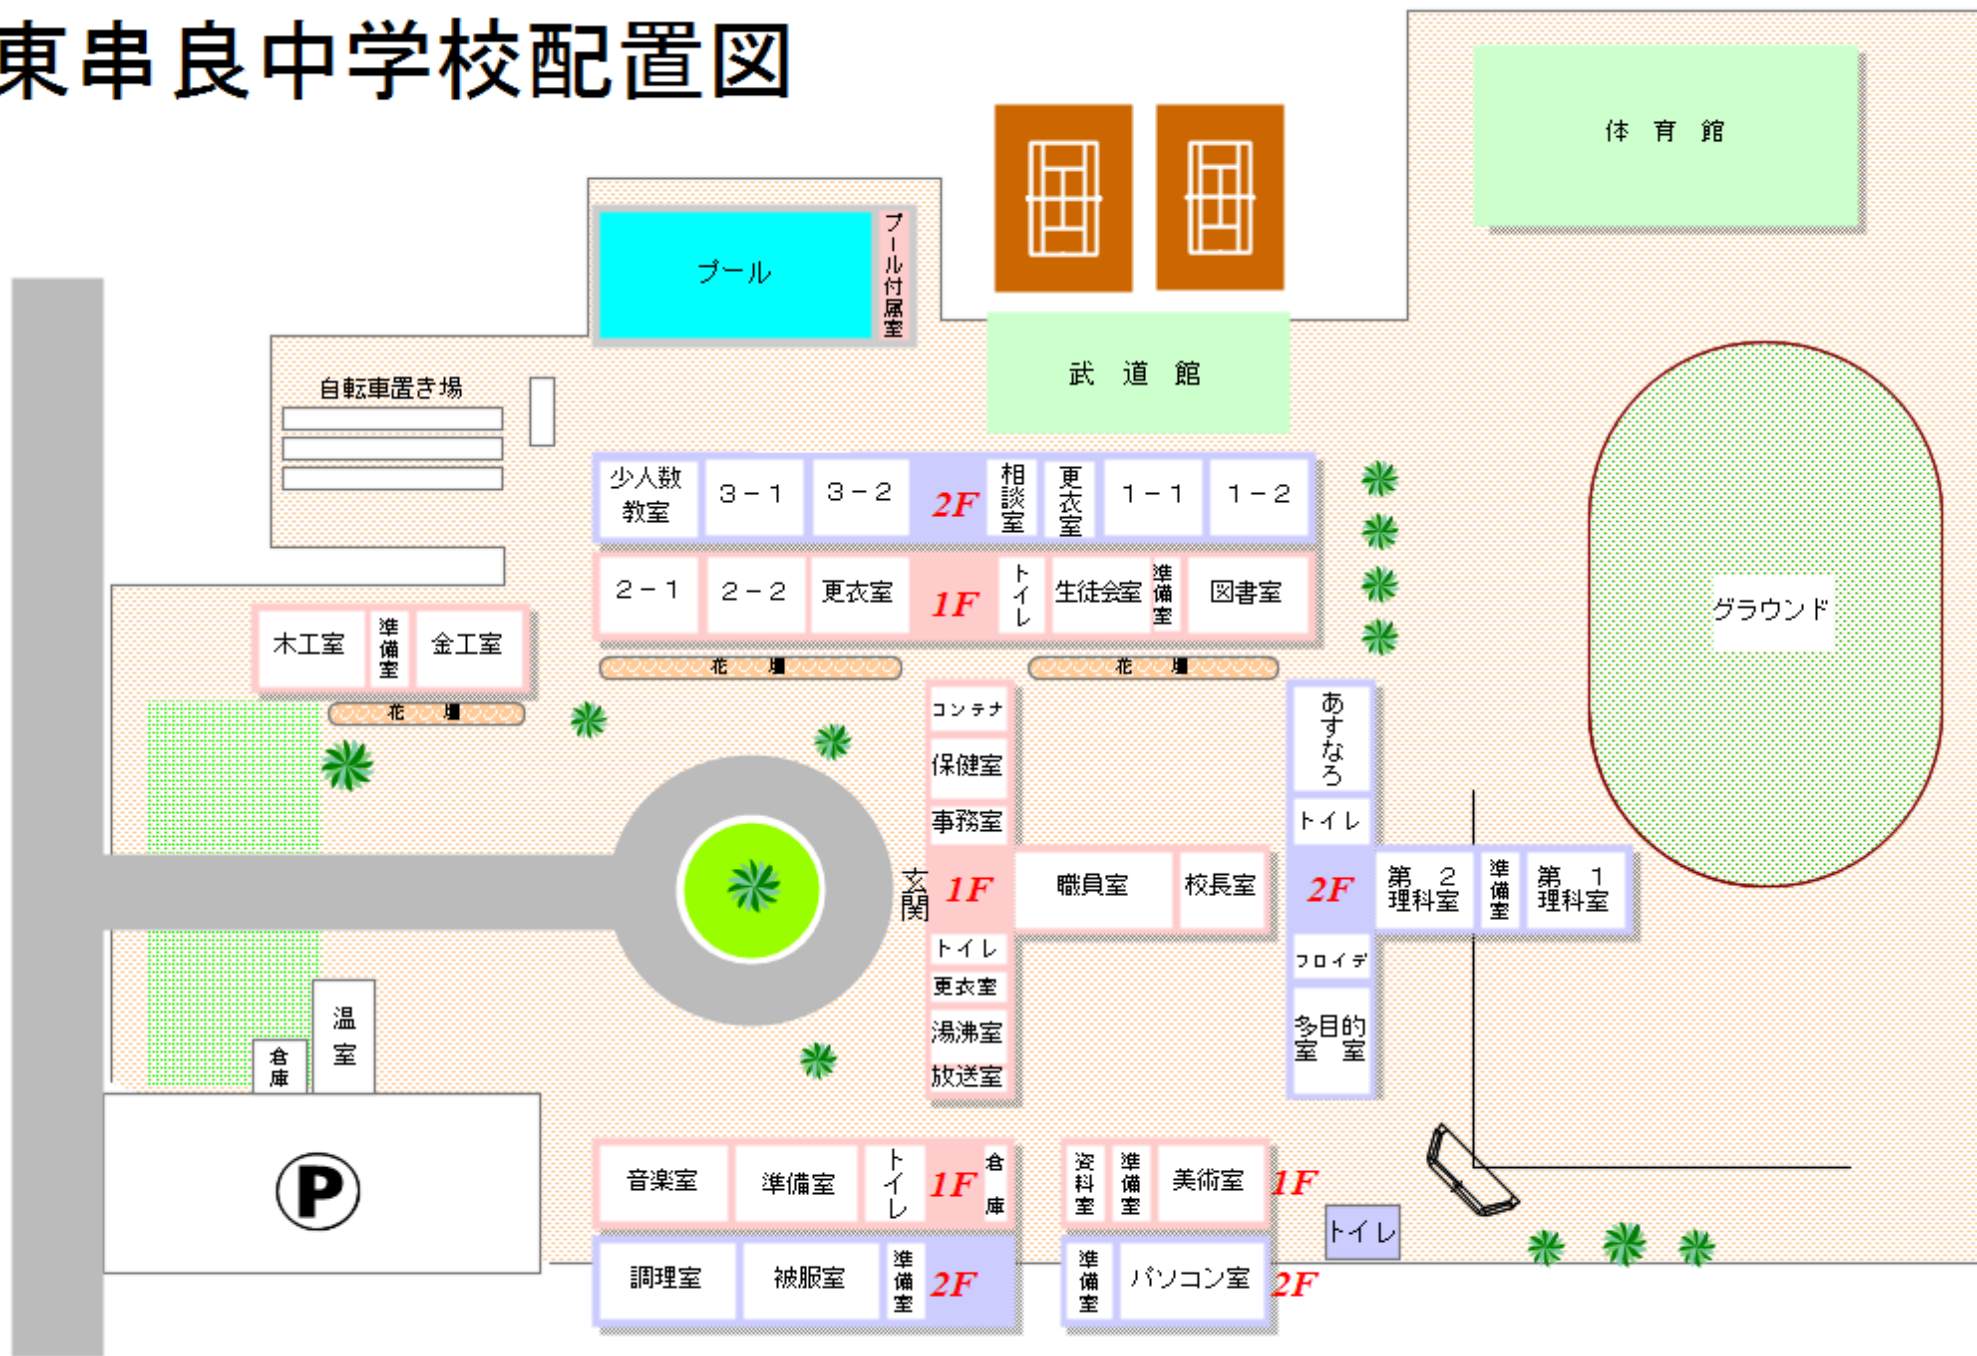 東串良中学校配置図
体 育 館
プール
プール付属室
武 道 館
自転車置き場
少人数
教室
3-1
3-2
2F
相談室
更衣室
1-1
1-2
2-1
2-2
更衣室
1F
トイレ
生徒会室
準備室
図書室
グラウンド
木工室
準備室
金工室
花 壇
花 壇
花 壇
コンテナ
保健室
事務室
玄関
1F
職員室
校長室
トイレ
更衣室
湯沸室
放送室
あすなろ
トイレ
2F
第 2
理科室
準備室
第 1
理科室
フロイデ
多目的
室 室
温室
倉庫
P
音楽室
準備室
トイレ
1F
倉庫
資料室
準備室
美術室
1F
トイレ
調理室
被服室
準備室
2F
準備室
パソコン室
2F